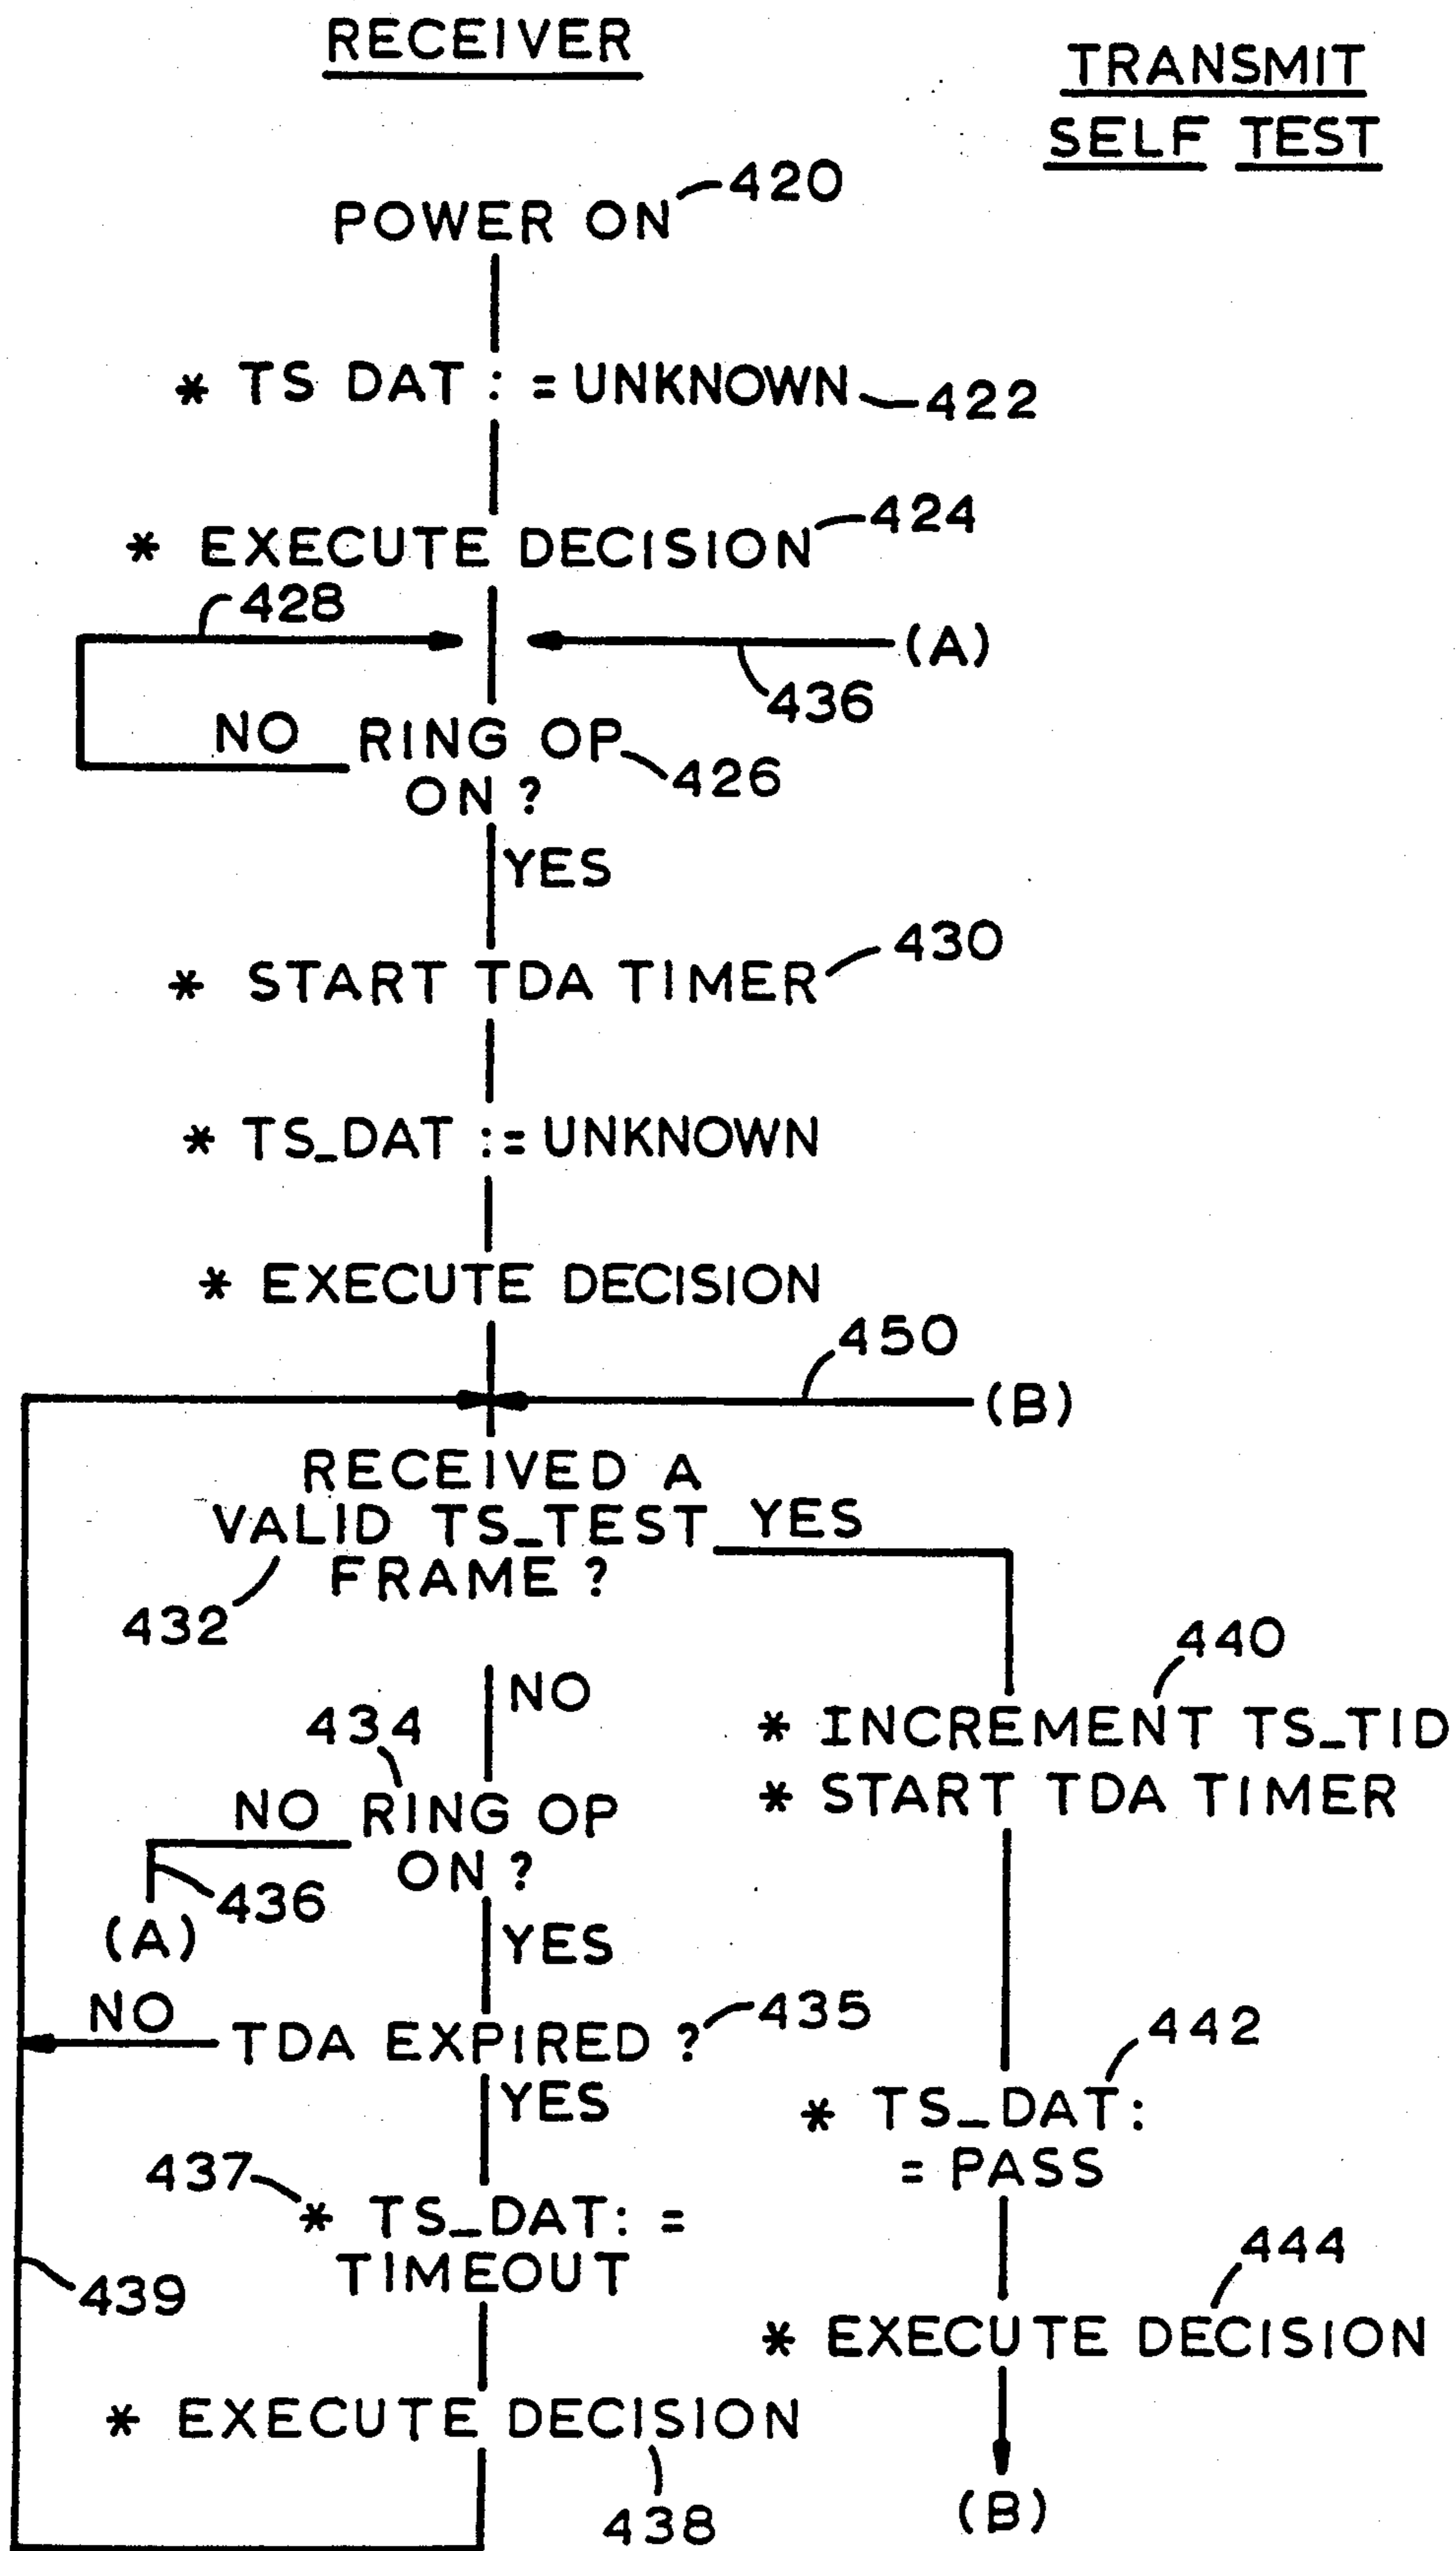 RECEIVER
TRANSMIT
SELF TEST
420
POWER ON
* TS DAT : = UNKNOWN
422
424
* EXECUTE DECISION
428
(A)
436
NO RING OP
ON ?
426
YES
430
* START TDA TIMER
* TS_DAT := UNKNOWN
* EXECUTE DECISION
450
(B)
RECEIVED A
VALID TS_TEST YES
FRAME ?
432
440
NO
434
* INCREMENT TS_TID
* START TDA TIMER
NO RING OP
ON ?
436
(A)
YES
NO
TDA EXPIRED ?
435
442
YES
* TS_DAT:
= PASS
437
* TS_DAT: =
TIMEOUT
439
444
* EXECUTE DECISION
* EXECUTE DECISION
438
(B)